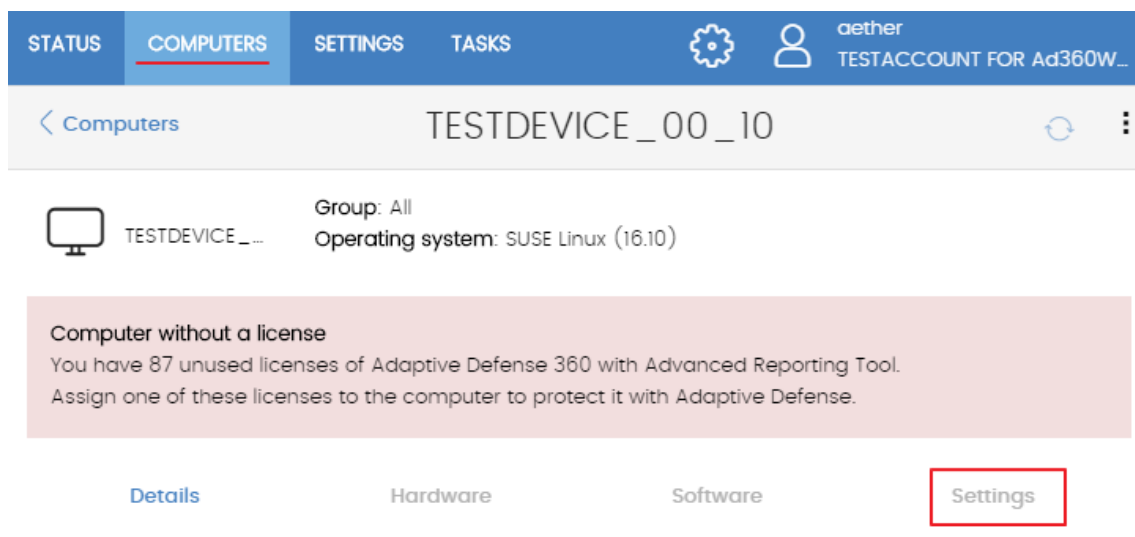 STATUS COMPUTERS SETTINGS TASKS aether
TESTACCOUNT FOR Ad360W...
Computers TESTDEVICE_00_10
Group: All
TESTDEVICE_... Operating system: SUSE Linux (16.10)
Computer without a license
You have 87 unused licenses of Adaptive Defense 360 with Advanced Reporting Tool.
Assign one of these licenses to the computer to protect it with Adaptive Defense.
Details Hardware Software Settings